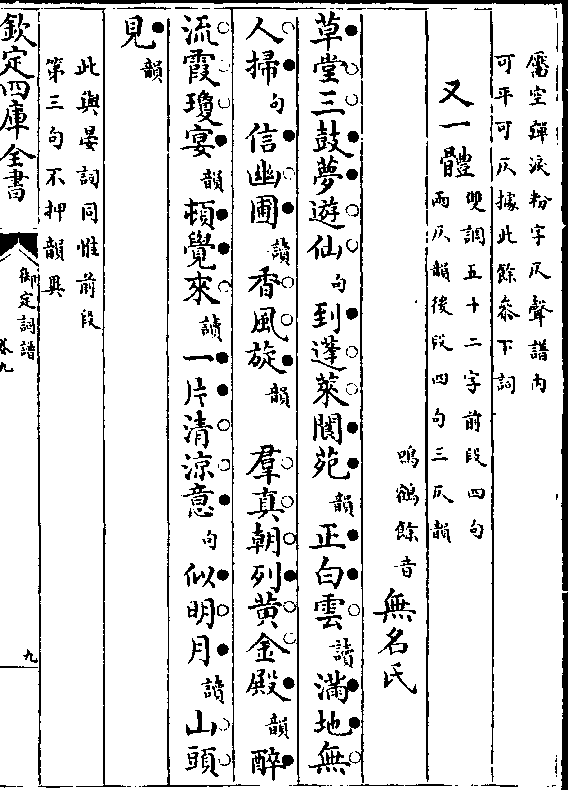 屬空彈淚粉字仄聲譜內
可平可仄據此餘參下詞
又一體
雙調五十二字前段四句
兩仄韻後段四句三仄韻
鳴鶴餘音
無名氏
草堂三鼓夢遊仙句到蓬萊閬苑韻正白雲讀滿地無
人掃句信幽圃讀香風旋韻 羣真朝列黃金殿韻醉
流霞瓊宴韻頓覺來讀一片清涼意句似明月讀山頭
見韻
此與晏詞同惟前段
第三句不押韻異
欽定四庫全書
御定詞譜
卷九
九